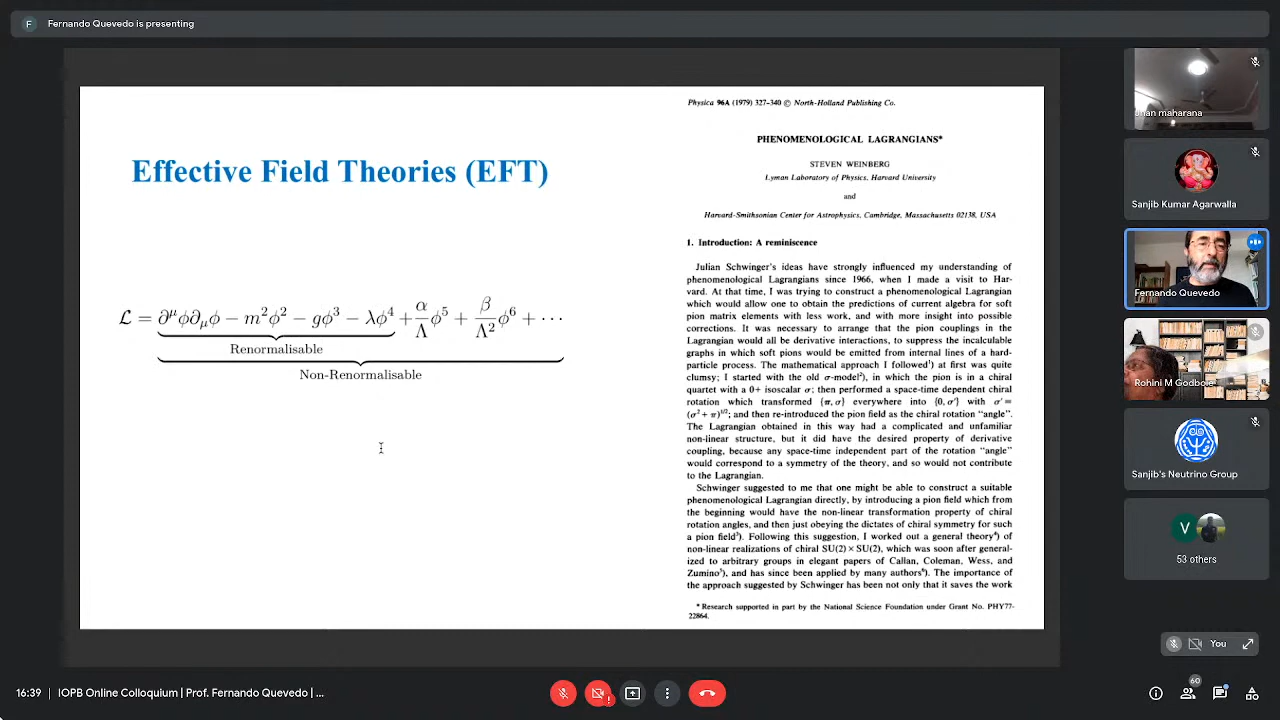 Fernando Quevedo is presenting
Effective Field Theories (EFT)
ℒ = ∂^μϕ∂_μϕ − m²ϕ² − gϕ³ − λϕ⁴ + α/Λ ϕ⁵ + β/Λ² ϕ⁶ + ⋯
Renormalisable
Non-Renormalisable
Physica 96A (1979) 327-340 © North-Holland Publishing Co.
PHENOMENOLOGICAL LAGRANGIANS*
STEVEN WEINBERG
Lyman Laboratory of Physics, Harvard University
and
Harvard-Smithsonian Center for Astrophysics, Cambridge, Massachusetts 02138, USA
1. Introduction: A reminiscence
Julian Schwinger's ideas have strongly influenced my understanding of
phenomenological Lagrangians since 1966, when I made a visit to Har-
vard. At that time, I was trying to construct a phenomenological Lagrangian
which would allow one to obtain the predictions of current algebra for soft
pion matrix elements with less work, and with more insight into possible
corrections. It was necessary to arrange that the pion couplings in the
Lagrangian would all be derivative interactions, to suppress the incalculable
graphs in which soft pions would be emitted from internal lines of a hard-
particle process. The mathematical approach I followed¹) at first was quite
clumsy; I started with the old σ-model²), in which the pion is in a chiral
quartet with a 0+ isoscalar σ; then performed a space-time dependent chiral
rotation which transformed {π, σ} everywhere into {0, σ'} with σ' =
(σ² + π)^1/2; and then re-introduced the pion field as the chiral rotation "angle".
The Lagrangian obtained in this way had a complicated and unfamiliar
non-linear structure, but it did have the desired property of derivative
coupling, because any space-time independent part of the rotation "angle"
would correspond to a symmetry of the theory, and so would not contribute
to the Lagrangian.
Schwinger suggested to me that one might be able to construct a suitable
phenomenological Lagrangian directly, by introducing a pion field which from
the beginning would have the non-linear transformation property of chiral
rotation angles, and then just obeying the dictates of chiral symmetry for such
a pion field³). Following this suggestion, I worked out a general theory⁴) of
non-linear realizations of chiral SU(2) × SU(2), which was soon after general-
ized to arbitrary groups in elegant papers of Callan, Coleman, Wess, and
Zumino⁵), and has since been applied by many authors⁶). The importance of
the approach suggested by Schwinger has been not only that it saves the work
* Research supported in part by the National Science Foundation under Grant No. PHY77-
22864.
maharana
Sanjib Kumar Agarwalla
Fernando Quevedo
Rohini M Godbole
Sanjib's Neutrino Group
V
53 others
You
16:39 | IOPB Online Colloquium | Prof. Fernando Quevedo | ...
60